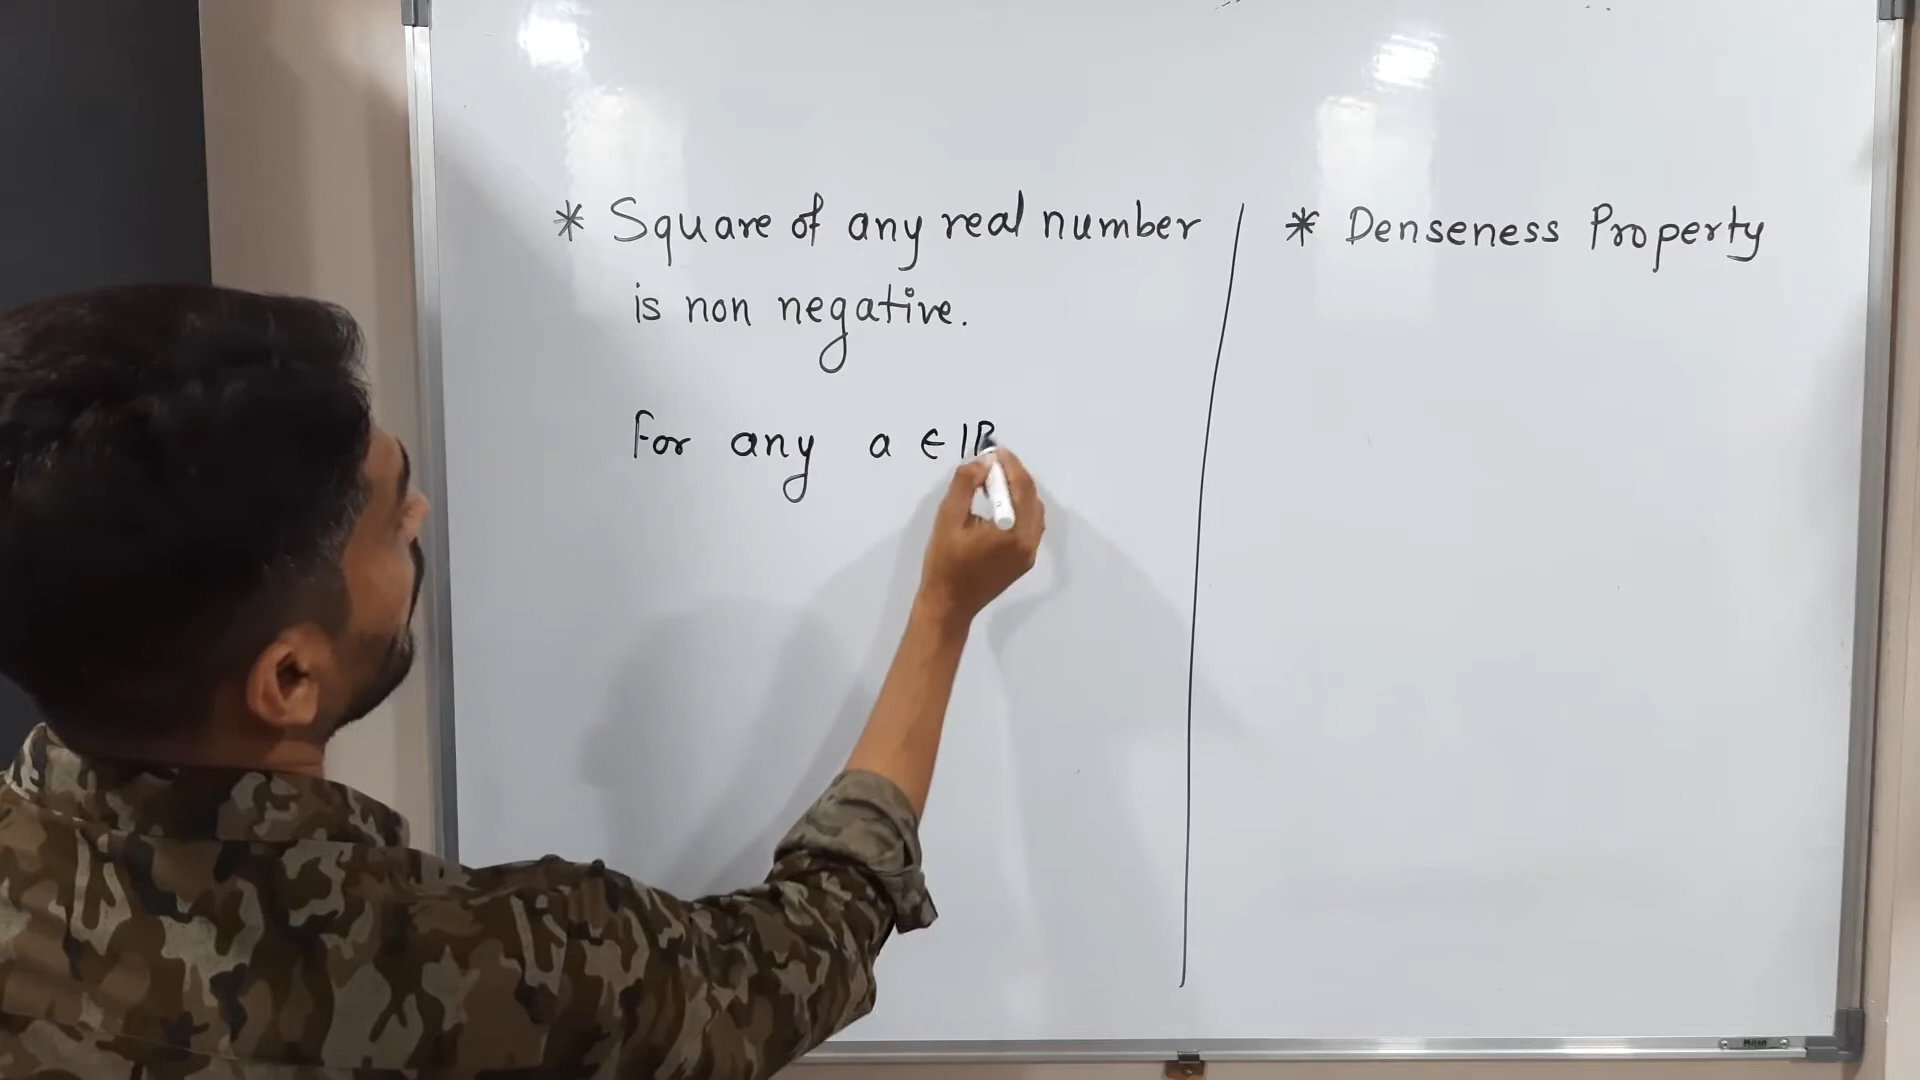 * Square of any real number
is non negative.
For any a ∈ ℝ
* Denseness Property